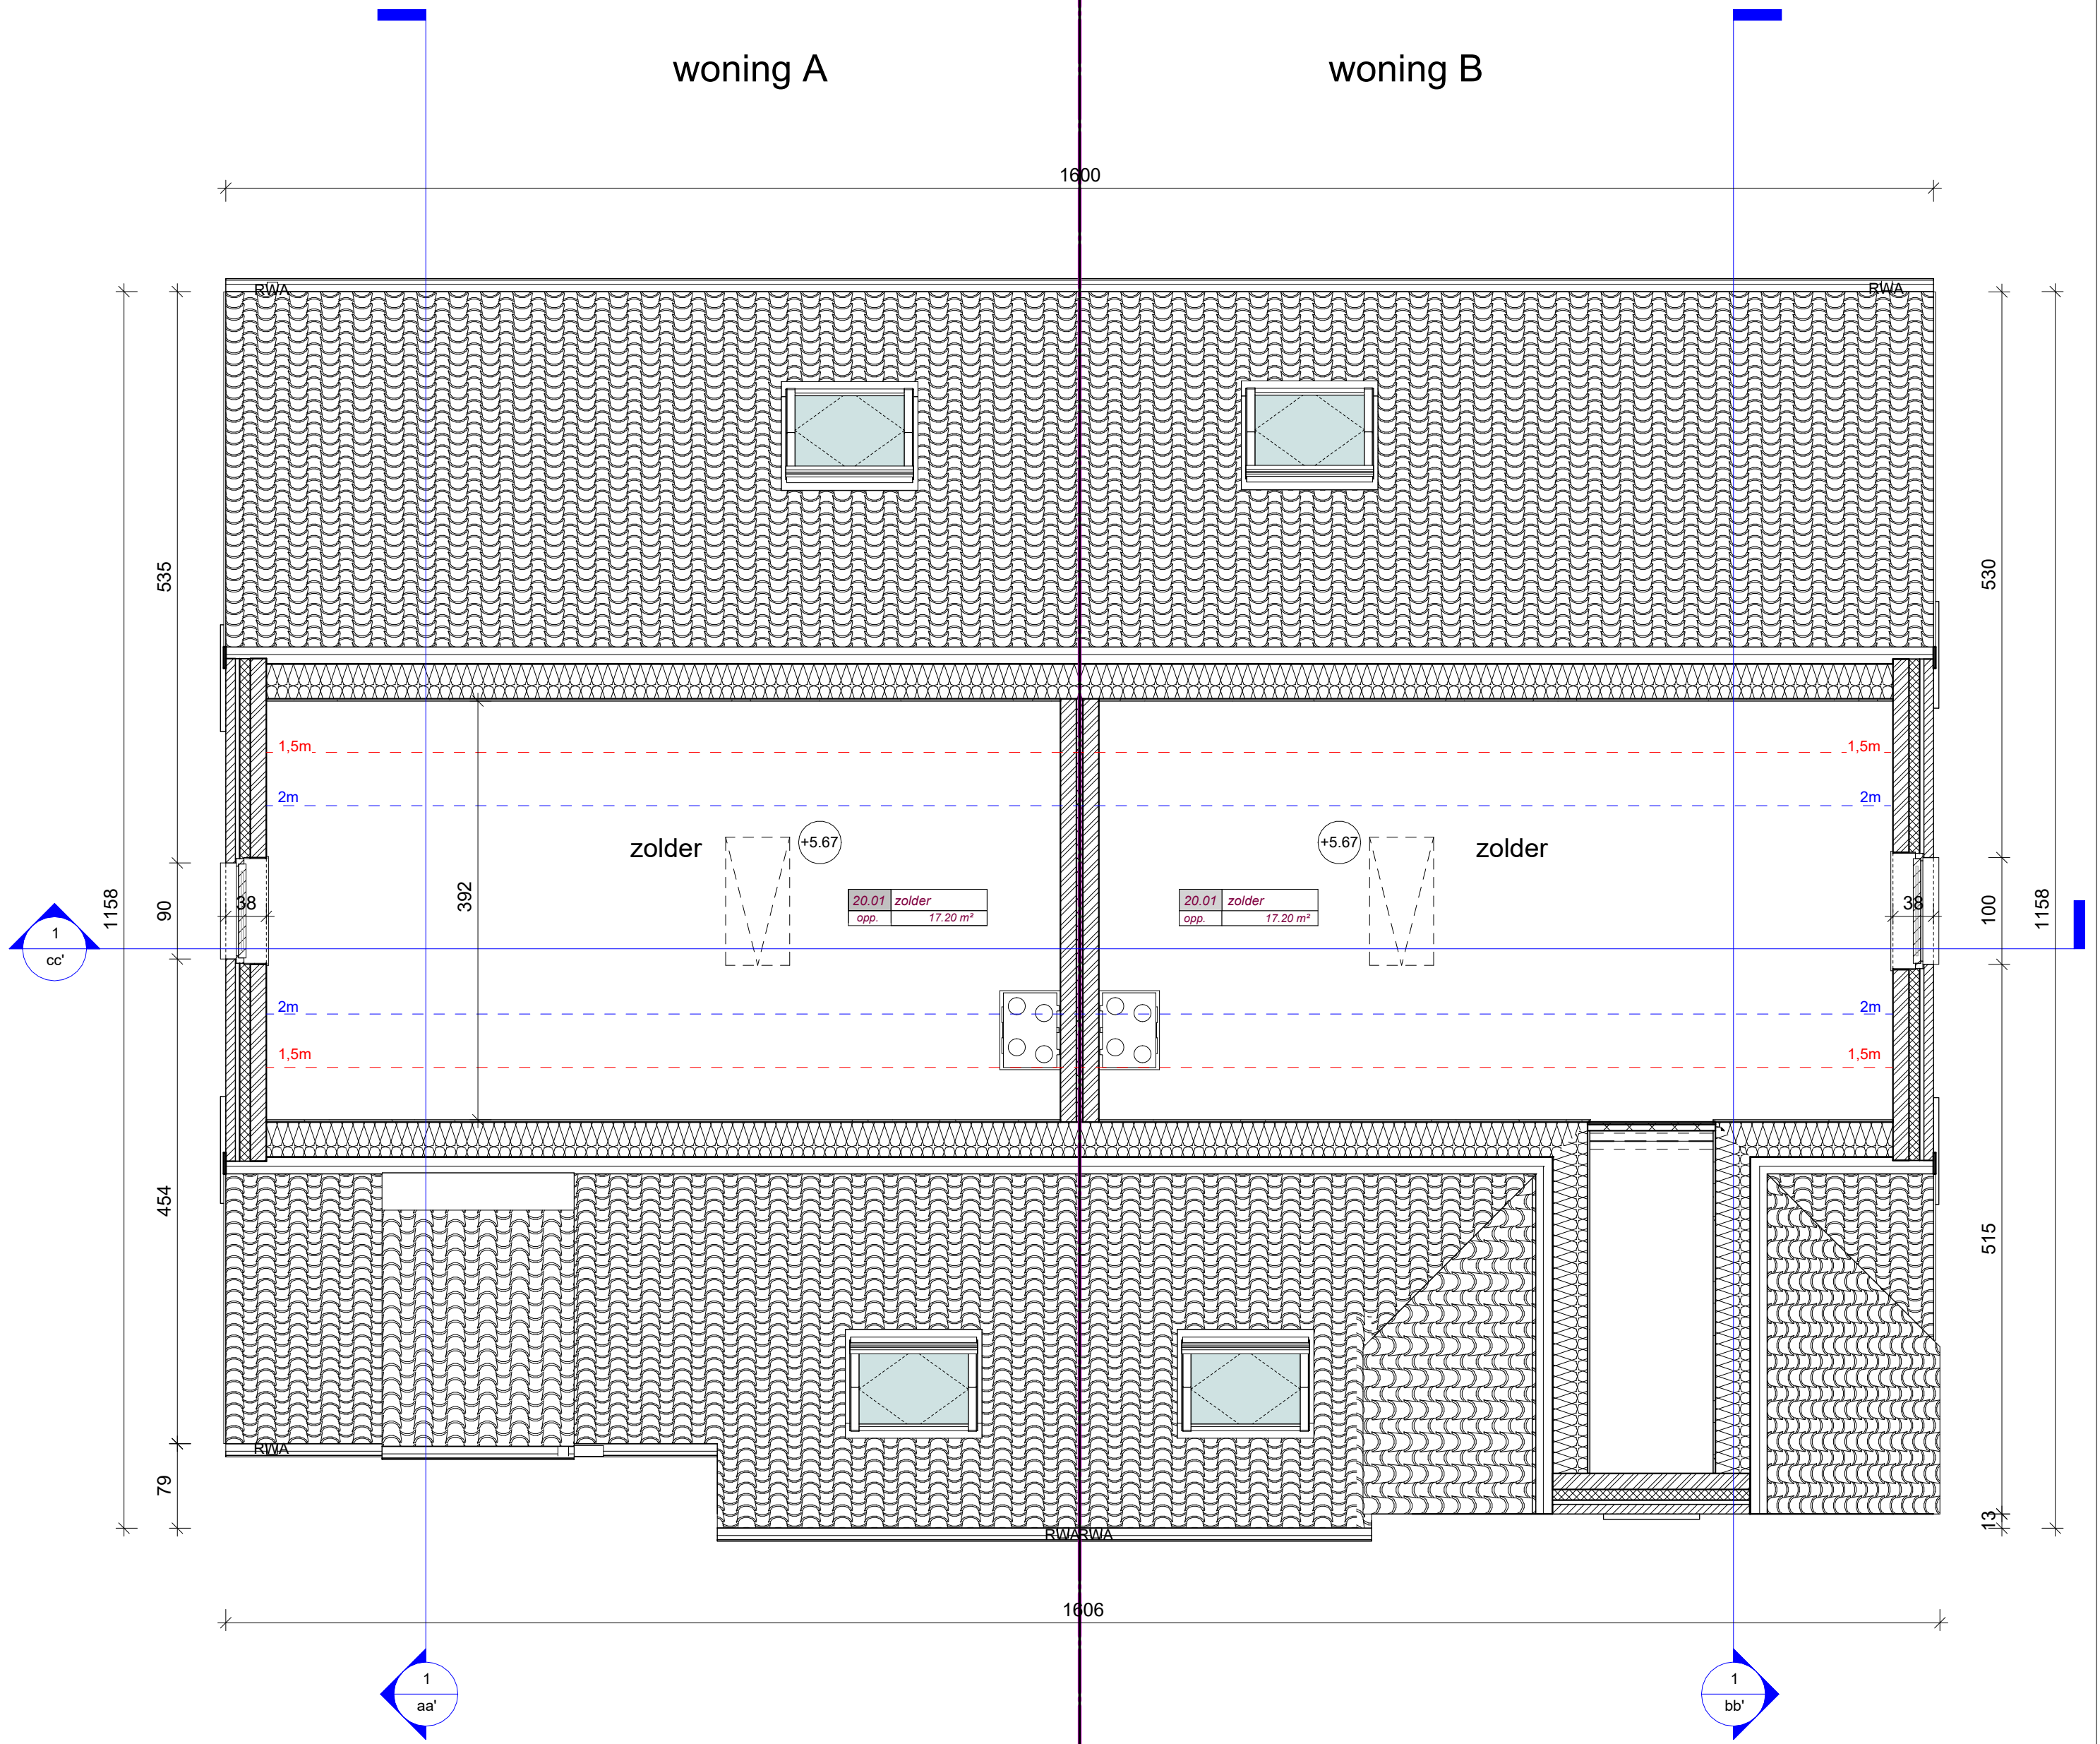 woning A
woning B
1600
RWA
RWA
535
530
1,5m
1,5m
2m
2m
zolder
+5.67
+5.67
zolder
20.01 zolder
opp. 17.20 m²
20.01 zolder
opp. 17.20 m²
38
38
392
1158
90
100
1158
1
cc'
2m
2m
1,5m
1,5m
454
515
RWA
79
13
RWA
RWA
1606
1
aa'
1
bb'